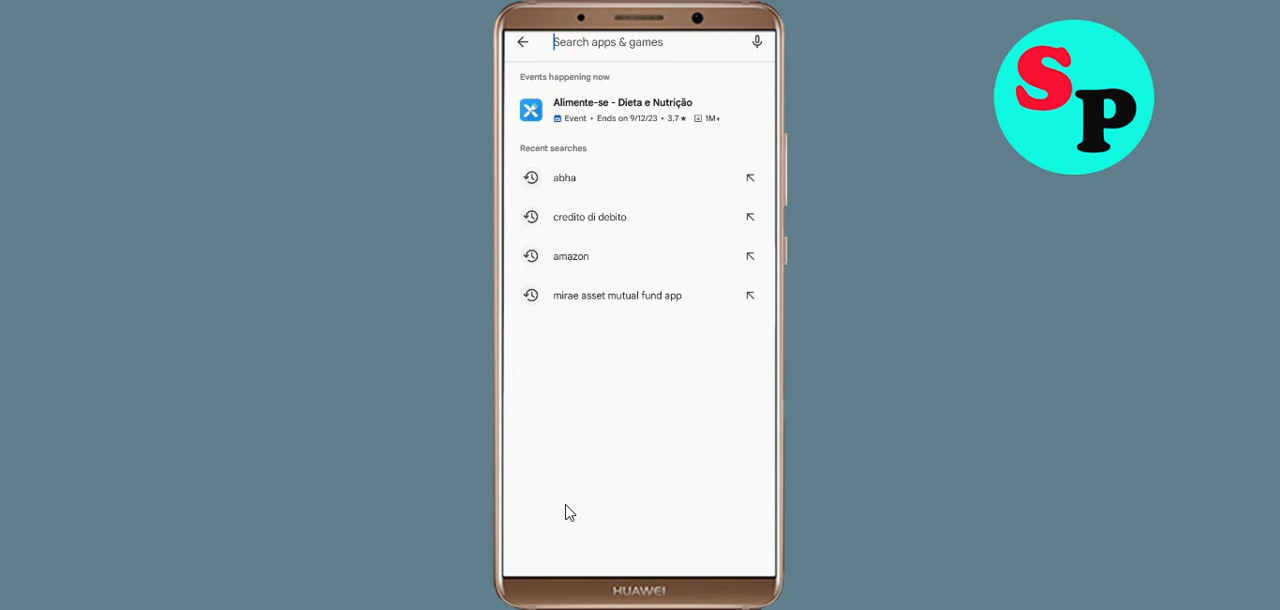 Search apps & games
Events happening now
Alimente-se - Dieta e Nutrição
Event • Ends on 9/12/23 • 3.7 ★ 1M+
Recent searches
abha
credito di debito
amazon
mirae asset mutual fund app
HUAWEI
SP